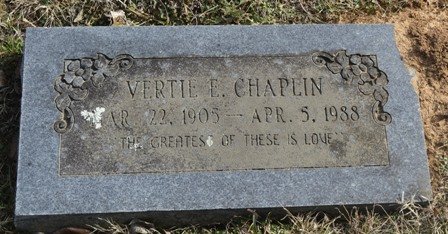 VERTIE E. CHAPLIN
AR. 22, 1905 — APR. 5, 1988
"THE GREATEST OF THESE IS LOVE"